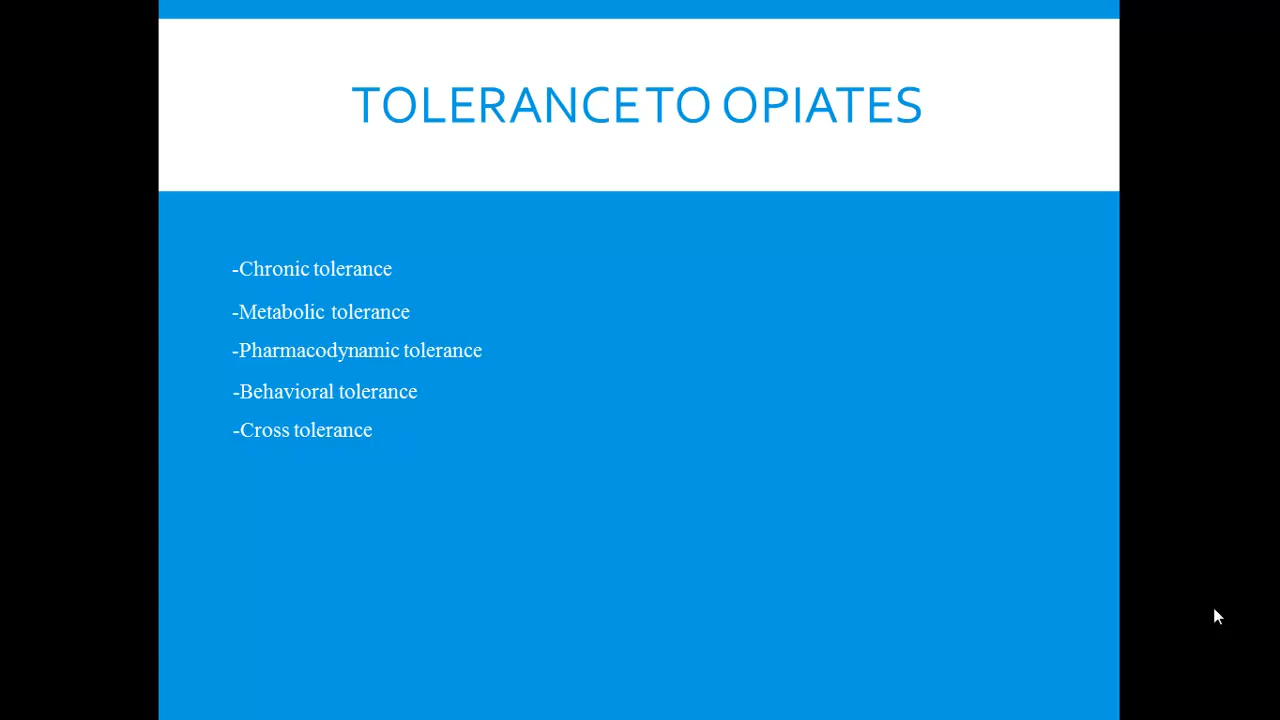 TOLERANCE TO OPIATES
-Chronic tolerance
-Metabolic tolerance
-Pharmacodynamic tolerance
-Behavioral tolerance
-Cross tolerance